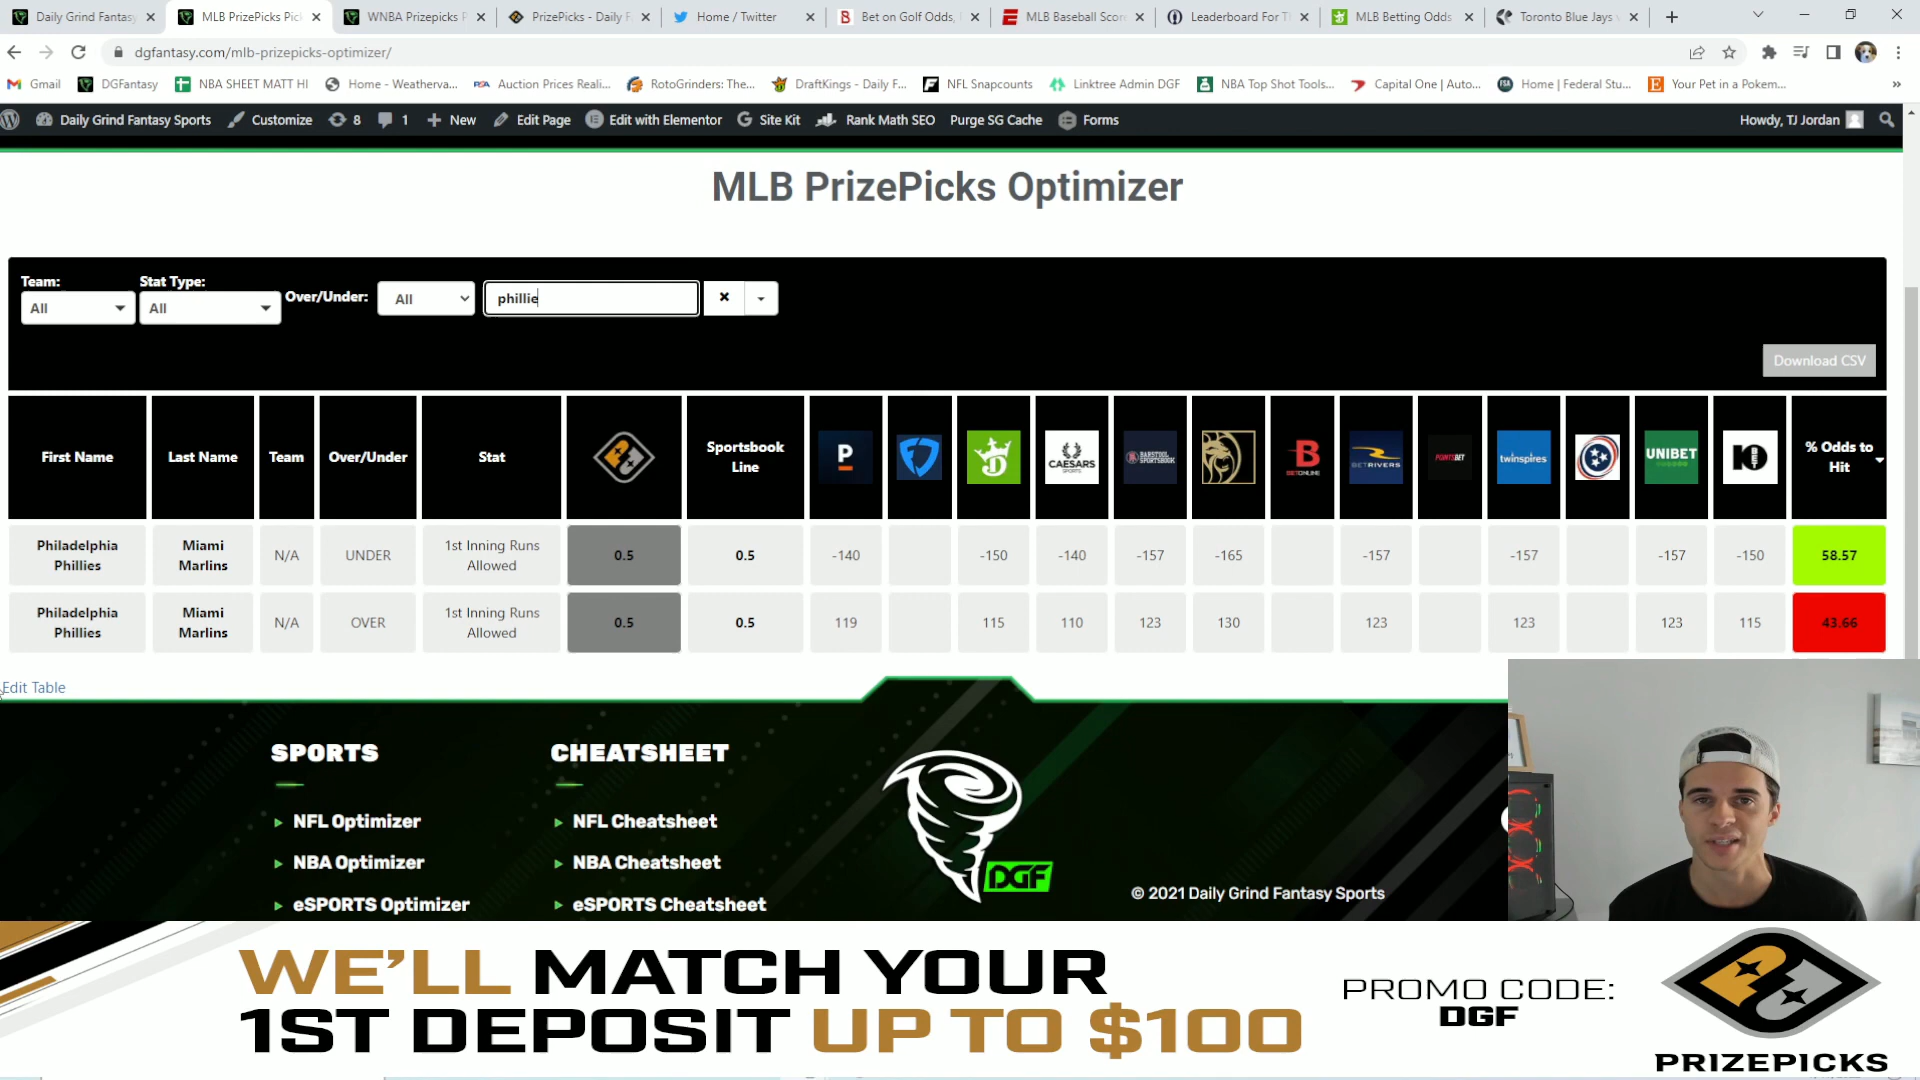 Daily Grind Fantasy
MLB PrizePicks Pick
WNBA Prizepicks P
PrizePicks - Daily F
Home / Twitter
Bet on Golf Odds,
MLB Baseball Scor
Leaderboard For T
MLB Betting Odds
Toronto Blue Jays
dgfantasy.com/mlb-prizepicks-optimizer/
Gmail
DGFantasy
NBA SHEET MATT HI
Home - Weatherva...
Auction Prices Reali...
RotoGrinders: The...
DraftKings - Daily F...
NFL Snapcounts
Linktree Admin DGF
NBA Top Shot Tools...
Capital One | Auto...
Home | Federal Stu...
Your Pet in a Pokem...
»
Daily Grind Fantasy Sports
Customize
8
1
New
Edit Page
Edit with Elementor
Site Kit
Rank Math SEO
Purge SG Cache
Forms
Howdy, TJ Jordan
MLB PrizePicks Optimizer
Team:
Stat Type:
Over/Under:
All
All
All
phillie
Download CSV
First Name
Last Name
Team
Over/Under
Stat
Sportsbook Line
CAESARS SPORTS
BARSTOOL SPORTSBOOK
BETONLINE
BETRIVERS
POINTSBET
twinspires
UNIBET
% Odds to Hit
Philadelphia Phillies
Miami Marlins
N/A
UNDER
1st Inning Runs Allowed
0.5
0.5
-140
-150
-140
-157
-165
-157
-157
-157
-150
58.57
Philadelphia Phillies
Miami Marlins
N/A
OVER
1st Inning Runs Allowed
0.5
0.5
119
115
110
123
130
123
123
123
115
43.66
Edit Table
SPORTS
NFL Optimizer
NBA Optimizer
eSPORTS Optimizer
CHEATSHEET
NFL Cheatsheet
NBA Cheatsheet
eSPORTS Cheatsheet
DGF
© 2021 Daily Grind Fantasy Sports
WE'LL MATCH YOUR
1ST DEPOSIT UP TO $100
PROMO CODE:
DGF
PRIZEPICKS